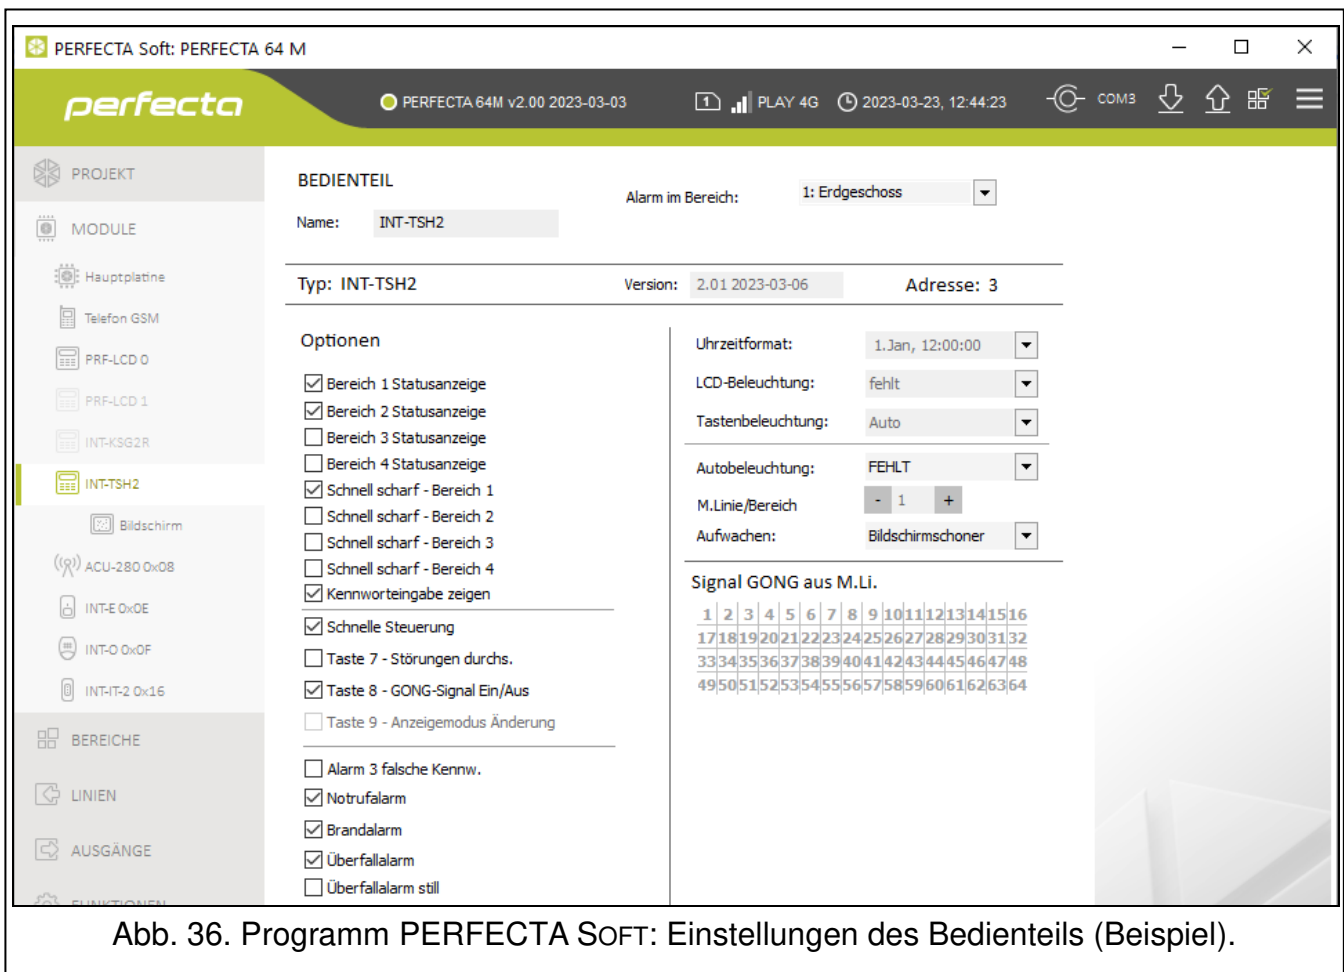 PERFECTA Soft: PERFECTA 64 M
perfecta
PERFECTA 64M v2.00 2023-03-03
1
PLAY 4G
2023-03-23, 12:44:23
COM3
PROJEKT
MODULE
Hauptplatine
Telefon GSM
PRF-LCD 0
PRF-LCD 1
INT-KSG2R
INT-TSH2
Bildschirm
ACU-280 0x08
INT-E 0x0E
INT-O 0x0F
INT-IT-2 0x16
BEREICHE
LINIEN
AUSGÄNGE
FUNKTIONEN
BEDIENTEIL
Alarm im Bereich: 1: Erdgeschoss
Name: INT-TSH2
Typ: INT-TSH2 Version: 2.01 2023-03-06 Adresse: 3
Optionen
Bereich 1 Statusanzeige
Bereich 2 Statusanzeige
Bereich 3 Statusanzeige
Bereich 4 Statusanzeige
Schnell scharf - Bereich 1
Schnell scharf - Bereich 2
Schnell scharf - Bereich 3
Schnell scharf - Bereich 4
Kennworteingabe zeigen
Schnelle Steuerung
Taste 7 - Störungen durchs.
Taste 8 - GONG-Signal Ein/Aus
Taste 9 - Anzeigemodus Änderung
Alarm 3 falsche Kennw.
Notrufalarm
Brandalarm
Überfallalarm
Überfallalarm still
Uhrzeitformat: 1.Jan, 12:00:00
LCD-Beleuchtung: fehlt
Tastenbeleuchtung: Auto
Autobeleuchtung: FEHLT
M.Linie/Bereich - 1 +
Aufwachen: Bildschirmschoner
Signal GONG aus M.Li.
1 2 3 4 5 6 7 8 9 10 11 12 13 14 15 16
17 18 19 20 21 22 23 24 25 26 27 28 29 30 31 32
33 34 35 36 37 38 39 40 41 42 43 44 45 46 47 48
49 50 51 52 53 54 55 56 57 58 59 60 61 62 63 64
Abb. 36. Programm PERFECTA SOFT: Einstellungen des Bedienteils (Beispiel).